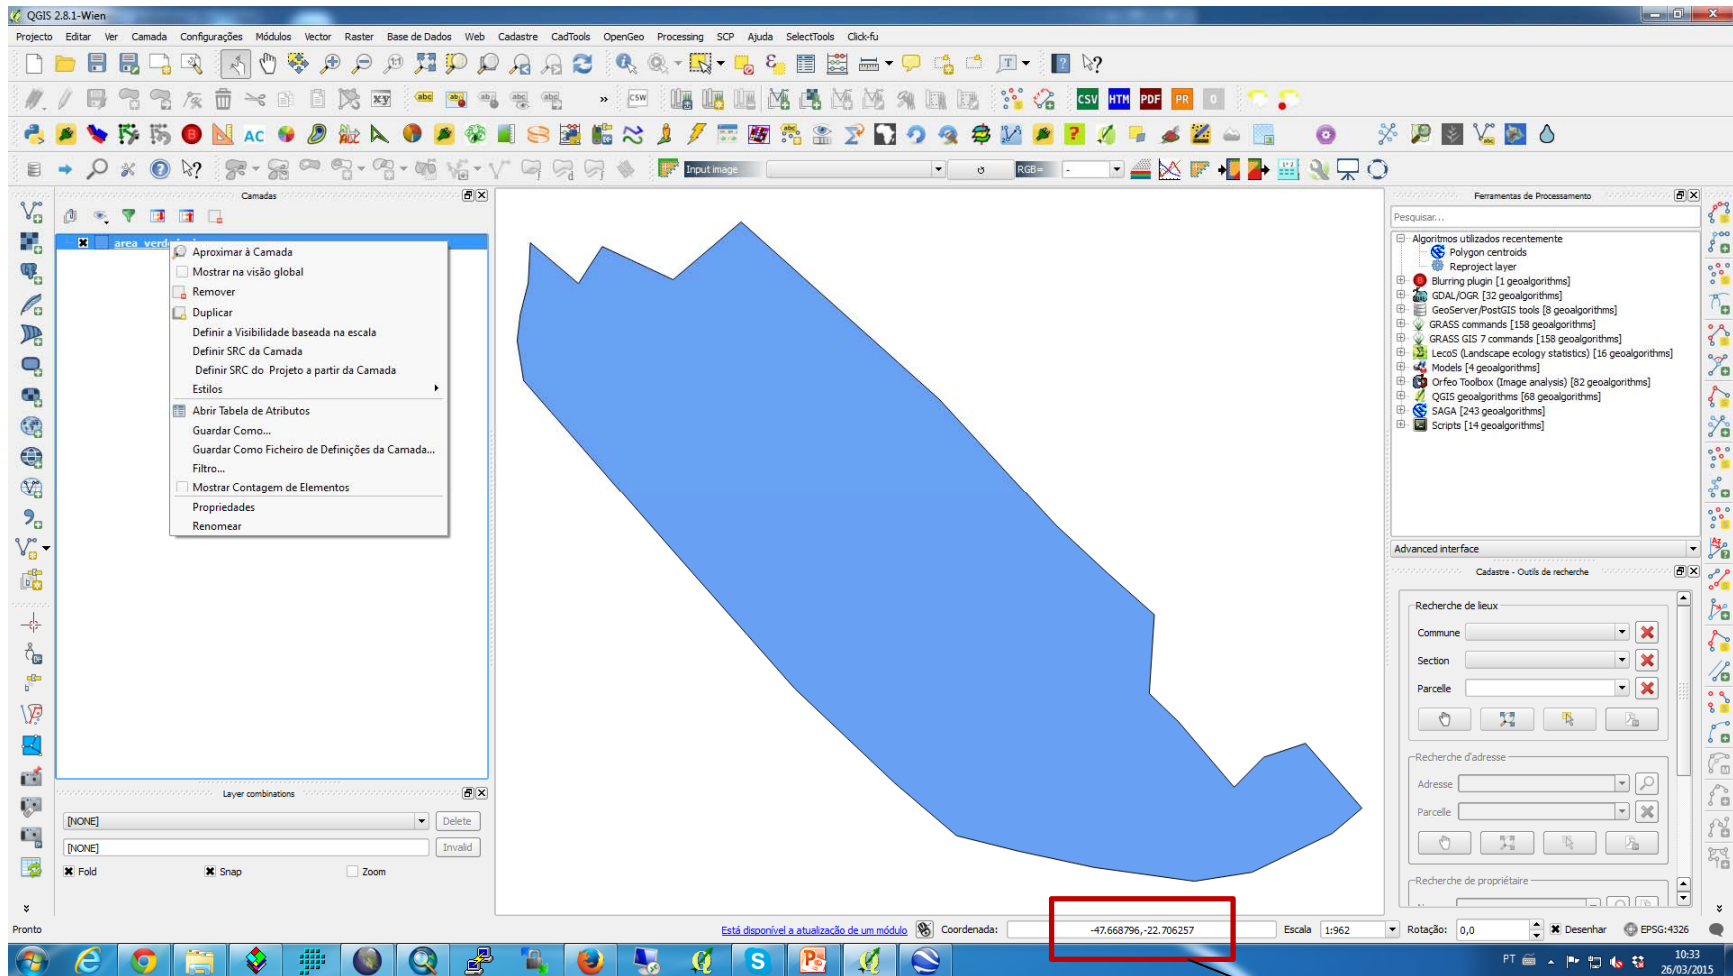 QGIS 2.8.1-Wien
Projecto Editar Ver Camada Configurações Módulos Vector Raster Base de Dados Web Cadastre CadTools OpenGeo Processing SCP Ajuda SelectTools Click-fu
CSW CSV HTM PDF PR
AC
Input image RGB= -
Camadas
Aproximar à Camada
Mostrar na visão global
Remover
Duplicar
Definir a Visibilidade baseada na escala
Definir SRC da Camada
Definir SRC do Projeto a partir da Camada
Estilos
Abrir Tabela de Atributos
Guardar Como...
Guardar Como Ficheiro de Definições da Camada...
Filtro...
Mostrar Contagem de Elementos
Propriedades
Renomear
Layer combinations
[NONE] Delete
[NONE] Invalid
Fold Snap Zoom
Ferramentas de Processamento
Pesquisar...
Algoritmos utilizados recentemente
Polygon centroids
Reproject layer
Blurring plugin [1 geoalgorithms]
GDAL/OGR [32 geoalgorithms]
GeoServer/PostGIS tools [8 geoalgorithms]
GRASS commands [158 geoalgorithms]
GRASS GIS 7 commands [158 geoalgorithms]
LecoS (Landscape ecology statistics) [16 geoalgorithms]
Models [4 geoalgorithms]
Orfeo Toolbox (Image analysis) [82 geoalgorithms]
QGIS geoalgorithms [68 geoalgorithms]
SAGA [243 geoalgorithms]
Scripts [14 geoalgorithms]
Advanced interface
Cadastre - Outils de recherche
Recherche de lieux
Commune
Section
Parcelle
Recherche d'adresse
Adresse
Parcelle
Recherche de propriétaire
Pronto Está disponível a atualização de um módulo Coordenada: -47.668796,-22.706257 Escala 1:962 Rotação: 0,0 Desenhar EPSG:4326
PT 10:33
26/03/2015